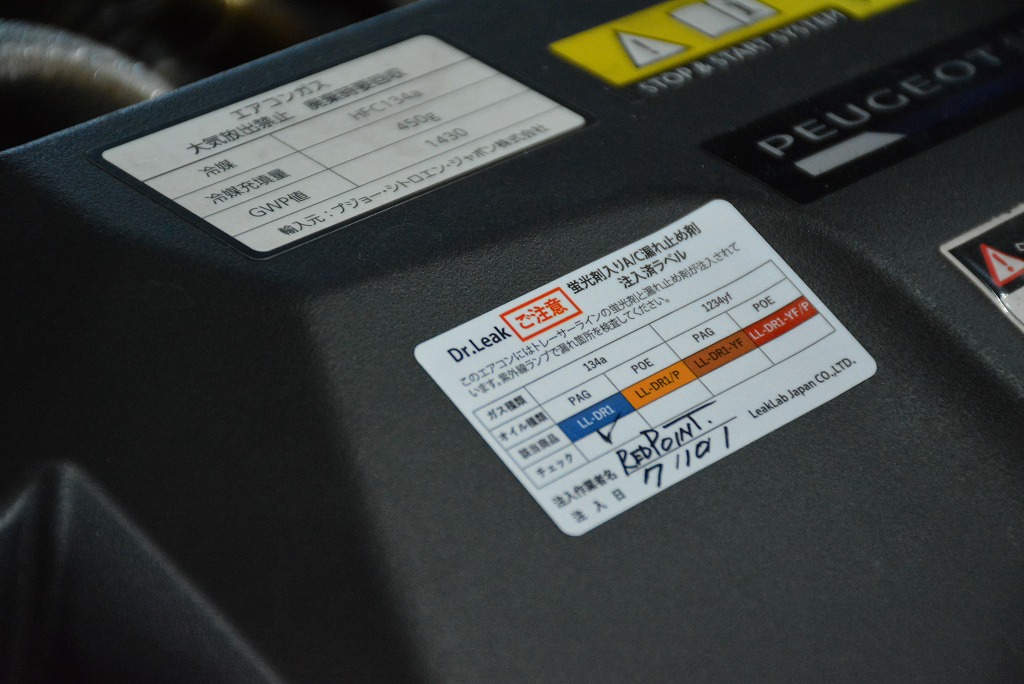 エアコンガス
大気放出禁止 廃棄時要回収
冷媒 HFC134a
冷媒充填量 450g
GWP値 1430
輸入元：プジョー・シトロエン・ジャポン株式会社
STOP & START SYSTEM
PEUGEOT
Dr.Leak ご注意 蛍光剤入りA/C漏れ止め剤
注入済ラベル
このエアコンにはトレーサーラインの蛍光剤と漏れ止め剤が注入されて
います。紫外線ランプで漏れ箇所を検査してください。
ガス種類 134a 1234yf
オイル種類 PAG POE PAG POE
該当商品 LL-DR1 LL-DR1/P LL-DR1-YF LL-DR1-YF/P
チェック ✓
注入作業者名 REDPOINT.
注入日 7/1101
LeakLab Japan CO.,LTD.